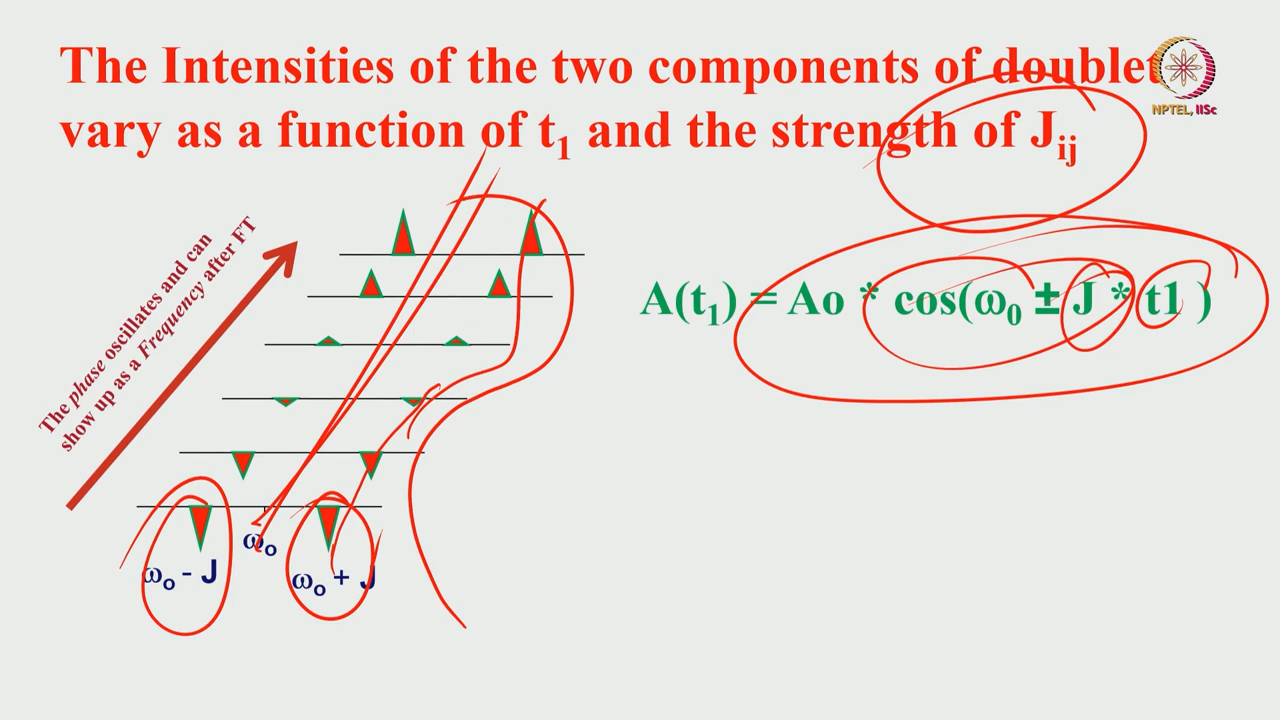 The Intensities of the two components of doublet
vary as a function of t₁ and the strength of Jᵢⱼ
NPTEL, IISc
The phase oscillates and can
show up as a Frequency after FT
A(t₁) = Ao * cos(ω₀ ± J * t1 )
ωₒ
ωₒ - J
ωₒ + J